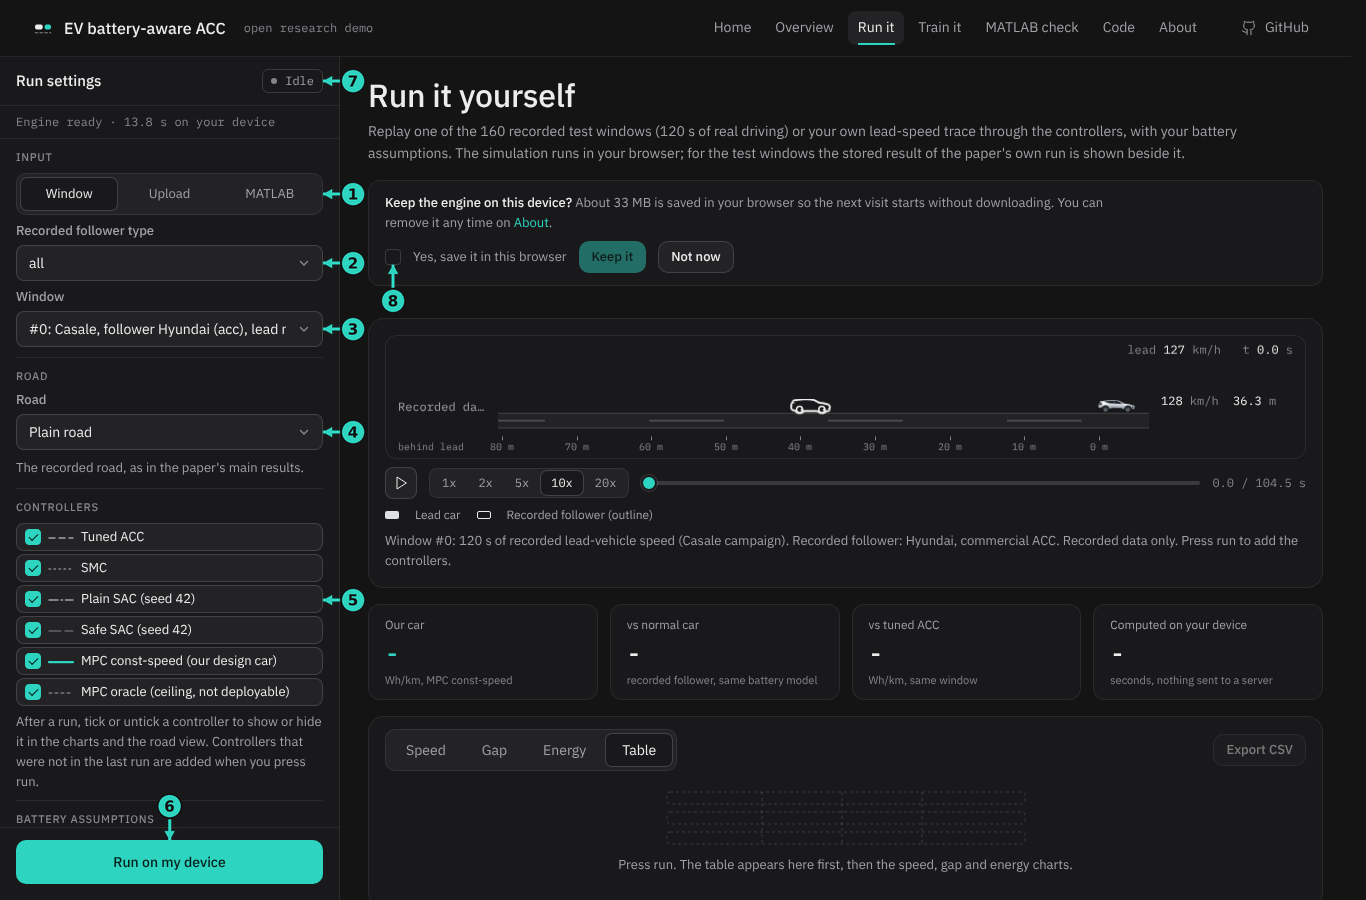 EV battery-aware ACC open research demo Home Overview Run it Train it MATLAB check Code About GitHub
Run settings
Idle
7
Engine ready · 13.8 s on your device
INPUT
Window Upload MATLAB
1
Recorded follower type
all
2
Window
#0: Casale, follower Hyundai (acc), lead r
3
ROAD
Road
Plain road
4
The recorded road, as in the paper's main results.
CONTROLLERS
Tuned ACC
SMC
Plain SAC (seed 42)
5
Safe SAC (seed 42)
MPC const-speed (our design car)
MPC oracle (ceiling, not deployable)
After a run, tick or untick a controller to show or hide
it in the charts and the road view. Controllers that
were not in the last run are added when you press
run.
6
BATTERY ASSUMPTIONS
Run on my device
Run it yourself
Replay one of the 160 recorded test windows (120 s of real driving) or your own lead-speed trace through the controllers, with your battery
assumptions. The simulation runs in your browser; for the test windows the stored result of the paper's own run is shown beside it.
Keep the engine on this device? About 33 MB is saved in your browser so the next visit starts without downloading. You can
remove it any time on About.
Yes, save it in this browser Keep it Not now
8
lead 127 km/h t 0.0 s
Recorded da… 128 km/h 36.3 m
behind lead 80 m 70 m 60 m 50 m 40 m 30 m 20 m 10 m 0 m
1x 2x 5x 10x 20x 0.0 / 104.5 s
Lead car Recorded follower (outline)
Window #0: 120 s of recorded lead-vehicle speed (Casale campaign). Recorded follower: Hyundai, commercial ACC. Recorded data only. Press run to add the
controllers.
Our car
-
Wh/km, MPC const-speed
vs normal car
-
recorded follower, same battery model
vs tuned ACC
-
Wh/km, same window
Computed on your device
-
seconds, nothing sent to a server
Speed Gap Energy Table Export CSV
Press run. The table appears here first, then the speed, gap and energy charts.